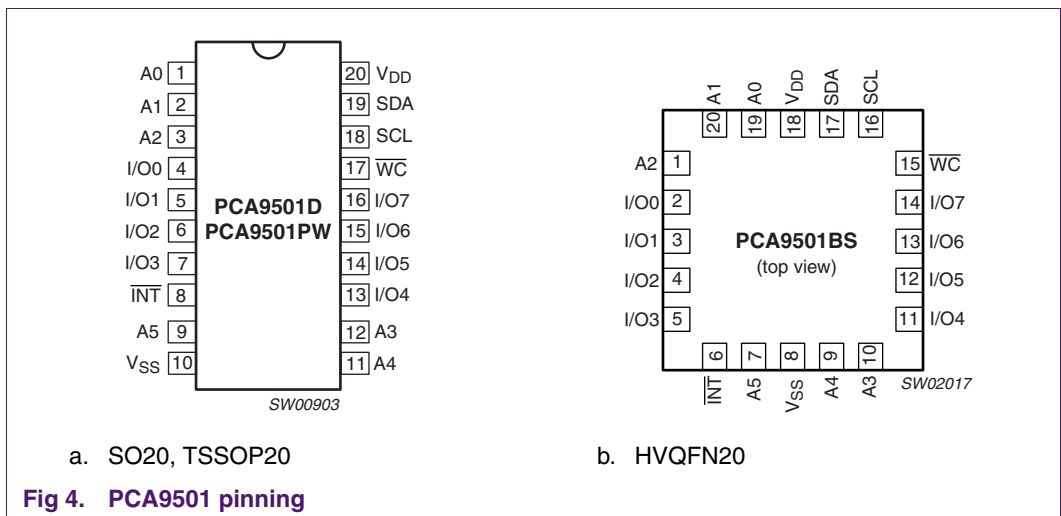 A0 1
A1 2
A2 3
I/O0 4
I/O1 5
I/O2 6
I/O3 7
INT 8
A5 9
VSS 10
PCA9501D
PCA9501PW
20 VDD
19 SDA
18 SCL
17 WC
16 I/O7
15 I/O6
14 I/O5
13 I/O4
12 A3
11 A4
SW00903
a. SO20, TSSOP20
A1 A0 VDD SDA SCL
20 19 18 17 16
A2 1
I/O0 2
I/O1 3
I/O2 4
I/O3 5
PCA9501BS
(top view)
15 WC
14 I/O7
13 I/O6
12 I/O5
11 I/O4
6 7 8 9 10
INT A5 VSS A4 A3
SW02017
b. HVQFN20
Fig 4. PCA9501 pinning